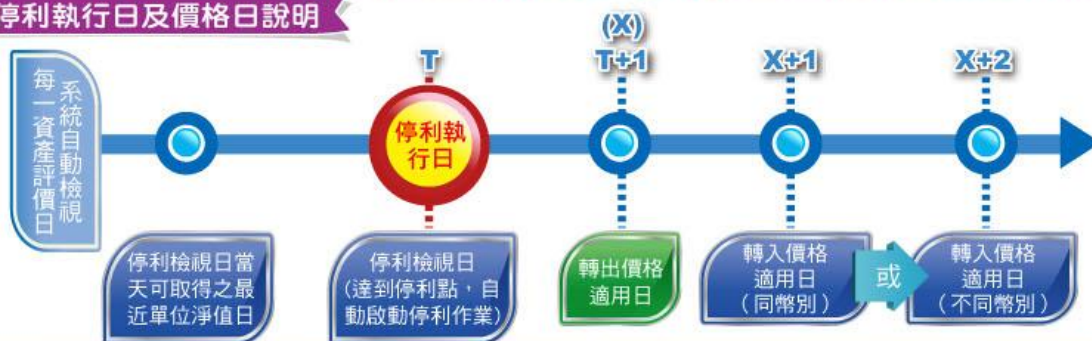 停利執行日及價格日說明
系統自動檢視
每一資產評價日
T
停利執
行日
(X)
T+1
X+1
X+2
停利檢視日當
天可取得之最
近單位淨值日
停利檢視日
(達到停利點，自
動啟動停利作業)
轉出價格
適用日
轉入價格
適用日
(同幣別)
或
轉入價格
適用日
(不同幣別)